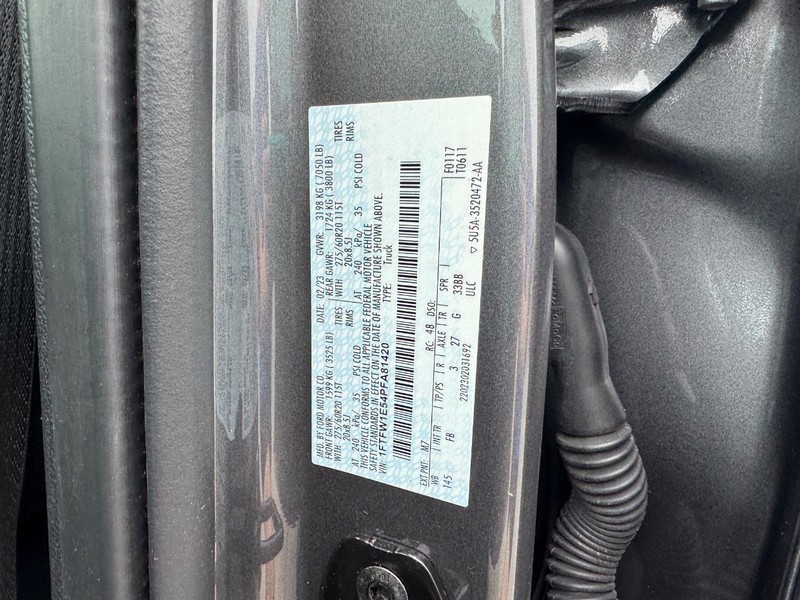 MFD. BY FORD MOTOR CO. DATE: 02/23 GVWR: 3198 KG ( 7050 LB)
FRONT GAWR: 1599 KG ( 3525 LB) REAR GAWR: 1724 KG ( 3800 LB)
WITH 275/60R20 115T TIRES WITH 275/60R20 115T TIRES
20x8.5J RIMS 20x8.5J RIMS
AT 240 kPa/ 35 PSI COLD AT 240 kPa/ 35 PSI COLD
THIS VEHICLE CONFORMS TO ALL APPLICABLE FEDERAL MOTOR VEHICLE
SAFETY STANDARDS IN EFFECT ON THE DATE OF MANUFACTURE SHOWN ABOVE.
VIN: 1FTFW1E54PFA81420 TYPE: Truck
EXT PNT: M7 RC: 48 DSO: F0117
WB INT TR TP/PS R AXLE TR SPR T0611
145 FB 3 27 G 33BB
2202302031692 ULC
5U5A-3520472-AA